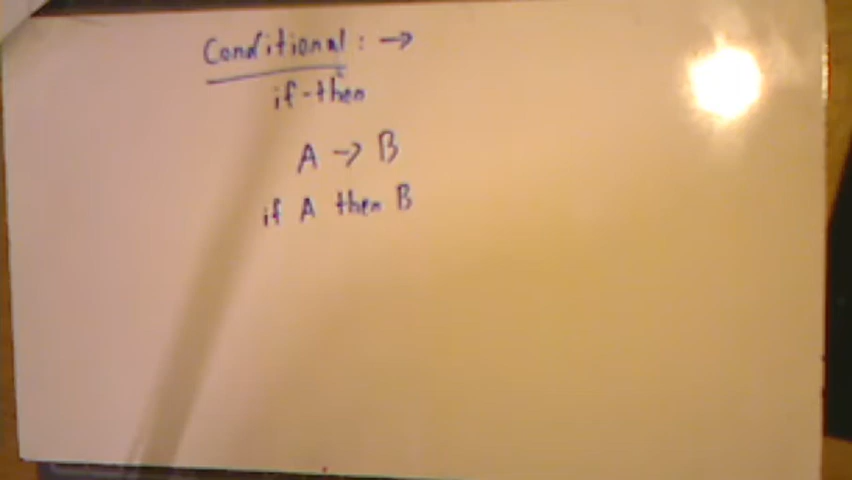 Conditional: →
if-then
A → B
if A then B